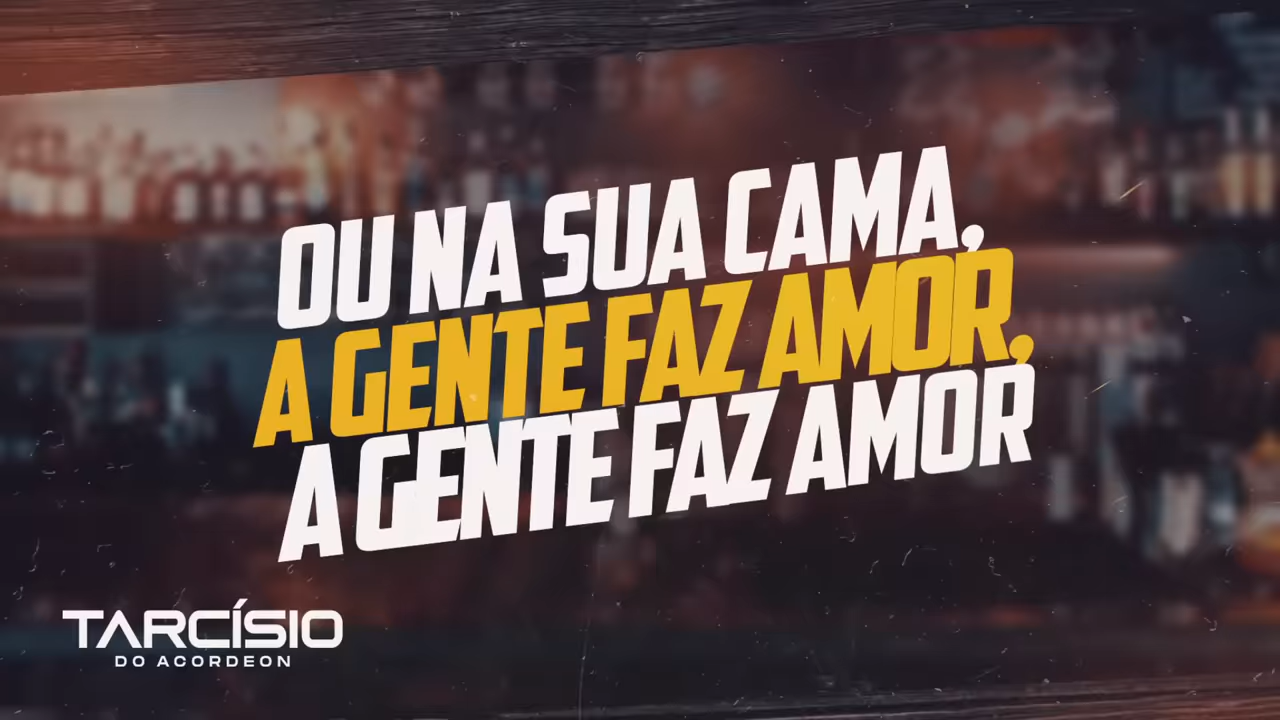 OU NA SUA CAMA,
A GENTE FAZ AMOR,
A GENTE FAZ AMOR
TARCÍSIO
DO ACORDEON